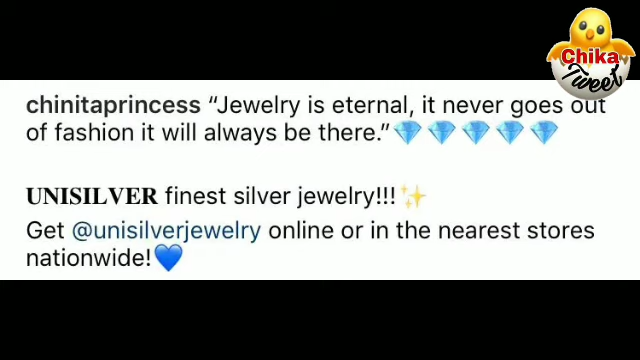 Chika
Tweet
chinitaprincess “Jewelry is eternal, it never goes out
of fashion it will always be there.”💎💎💎💎💎
𝐔𝐍𝐈𝐒𝐈𝐋𝐕𝐄𝐑 finest silver jewelry!!!✨
Get @unisilverjewelry online or in the nearest stores
nationwide!💙